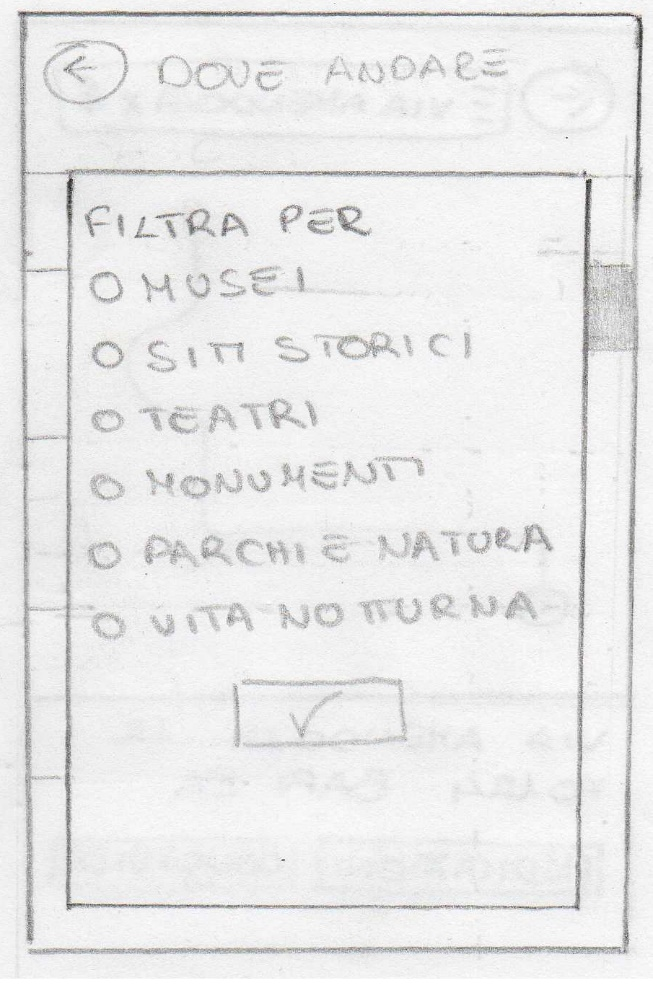 DOVE ANDARE
FILTRA PER
O MUSEI
O SITI STORICI
O TEATRI
O MONUMENTI
O PARCHI E NATURA
O VITA NOTTURNA